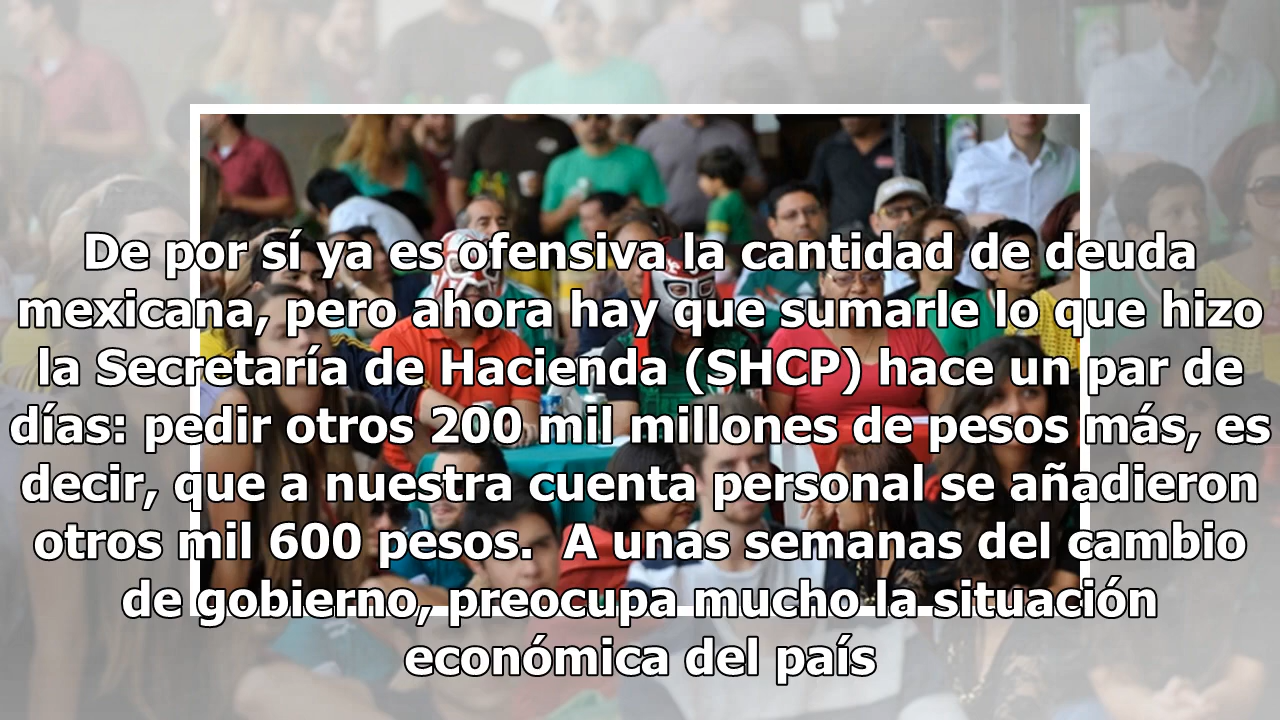 De por sí ya es ofensiva la cantidad de deuda
mexicana, pero ahora hay que sumarle lo que hizo
la Secretaría de Hacienda (SHCP) hace un par de
días: pedir otros 200 mil millones de pesos más, es
decir, que a nuestra cuenta personal se añadieron
otros mil 600 pesos.  A unas semanas del cambio
de gobierno, preocupa mucho la situación
económica del país